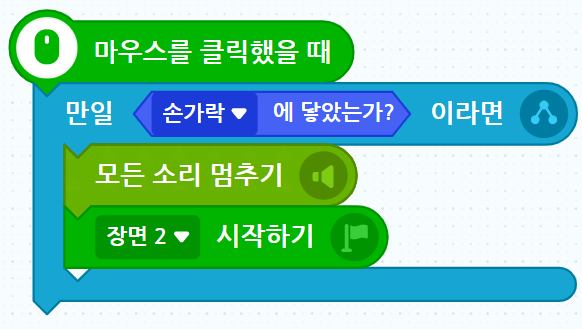 마우스를 클릭했을 때
만일 손가락 에 닿았는가? 이라면
모든 소리 멈추기
장면 2 시작하기